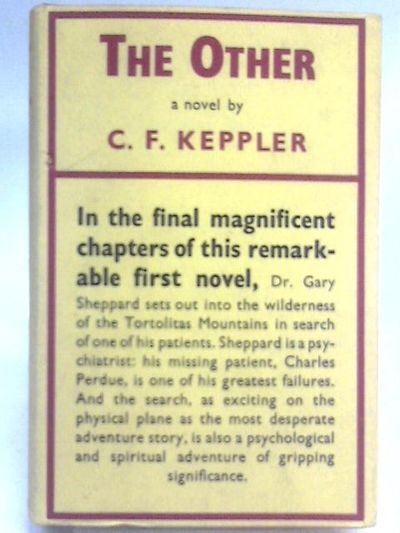 THE OTHER
a novel by
C. F. KEPPLER
In the final magnificent
chapters of this remark-
able first novel, Dr. Gary
Sheppard sets out into the wilderness
of the Tortolitas Mountains in search
of one of his patients. Sheppard is a psy-
chiatrist: his missing patient, Charles
Perdue, is one of his greatest failures.
And the search, as exciting on the
physical plane as the most desperate
adventure story, is also a psychological
and spiritual adventure of gripping
significance.